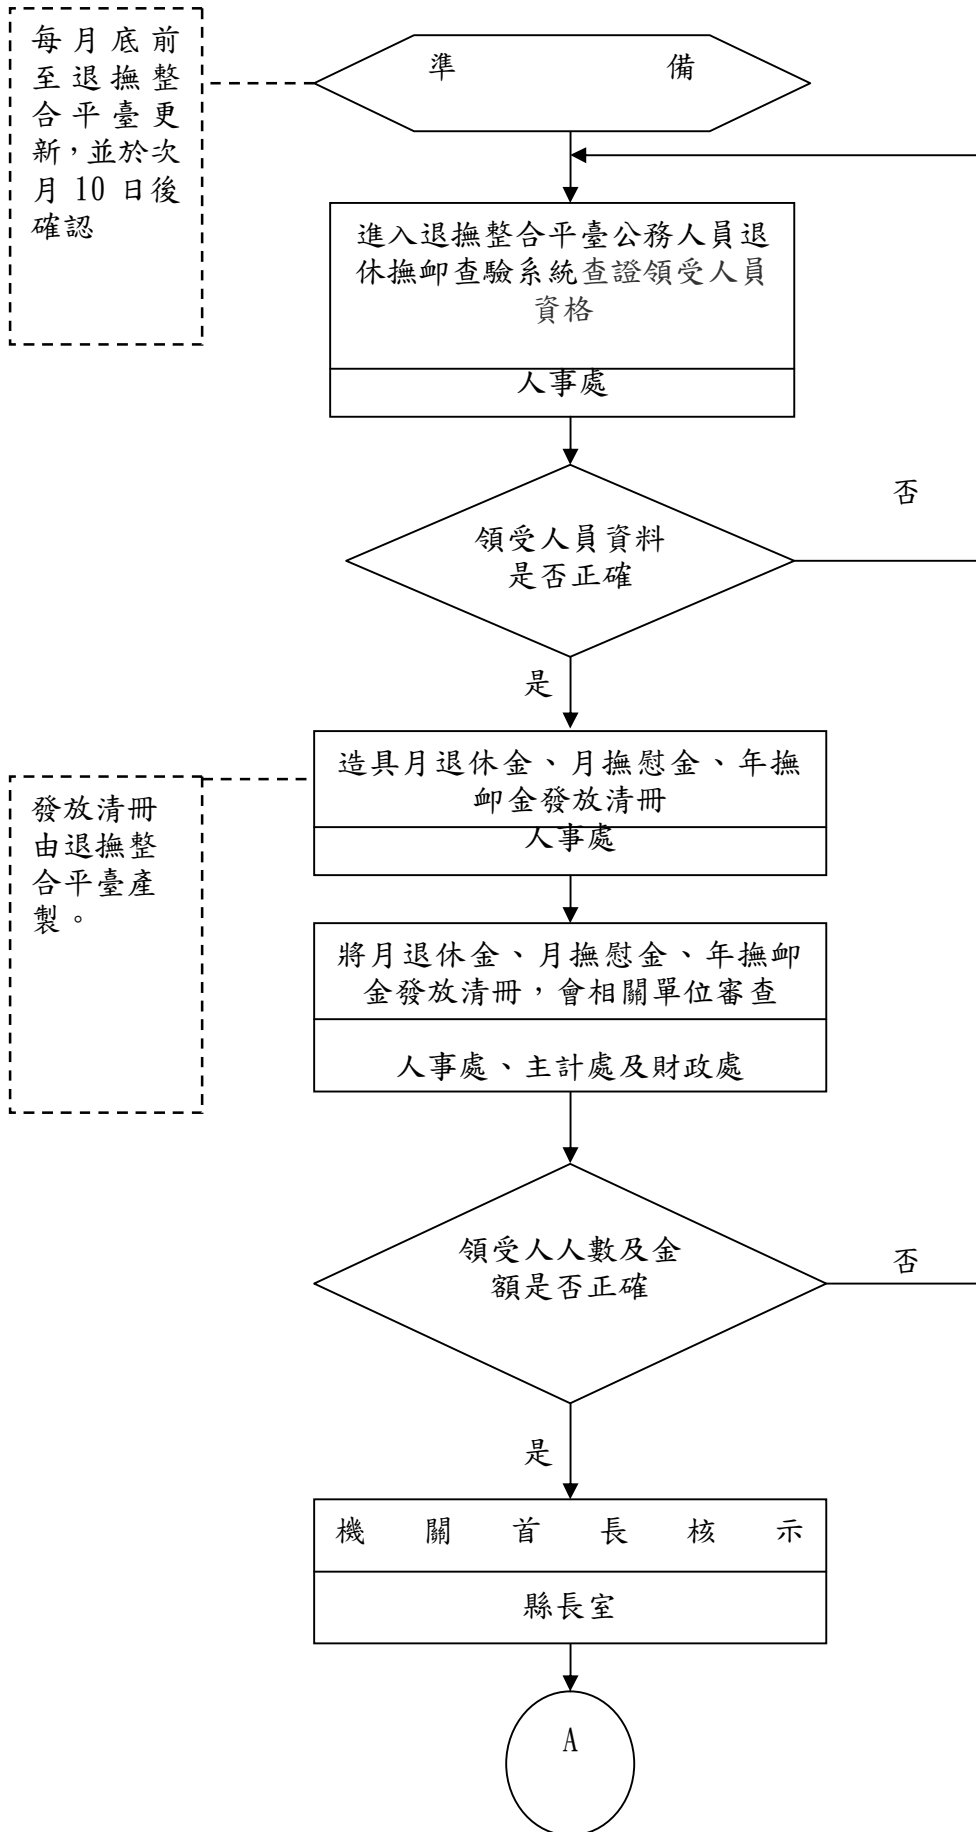 每月底前
至退撫整
合平臺更
新，並於次
月 10 日後
確認
準備
進入退撫整合平臺公務人員退
休撫卹查驗系統查證領受人員
資格
人事處
領受人員資料
是否正確
否
是
發放清冊
由退撫整
合平臺產
製。
造具月退休金、月撫慰金、年撫
卹金發放清冊
人事處
將月退休金、月撫慰金、年撫卹
金發放清冊，會相關單位審查
人事處、主計處及財政處
領受人人數及金
額是否正確
否
是
機關首長核示
縣長室
A